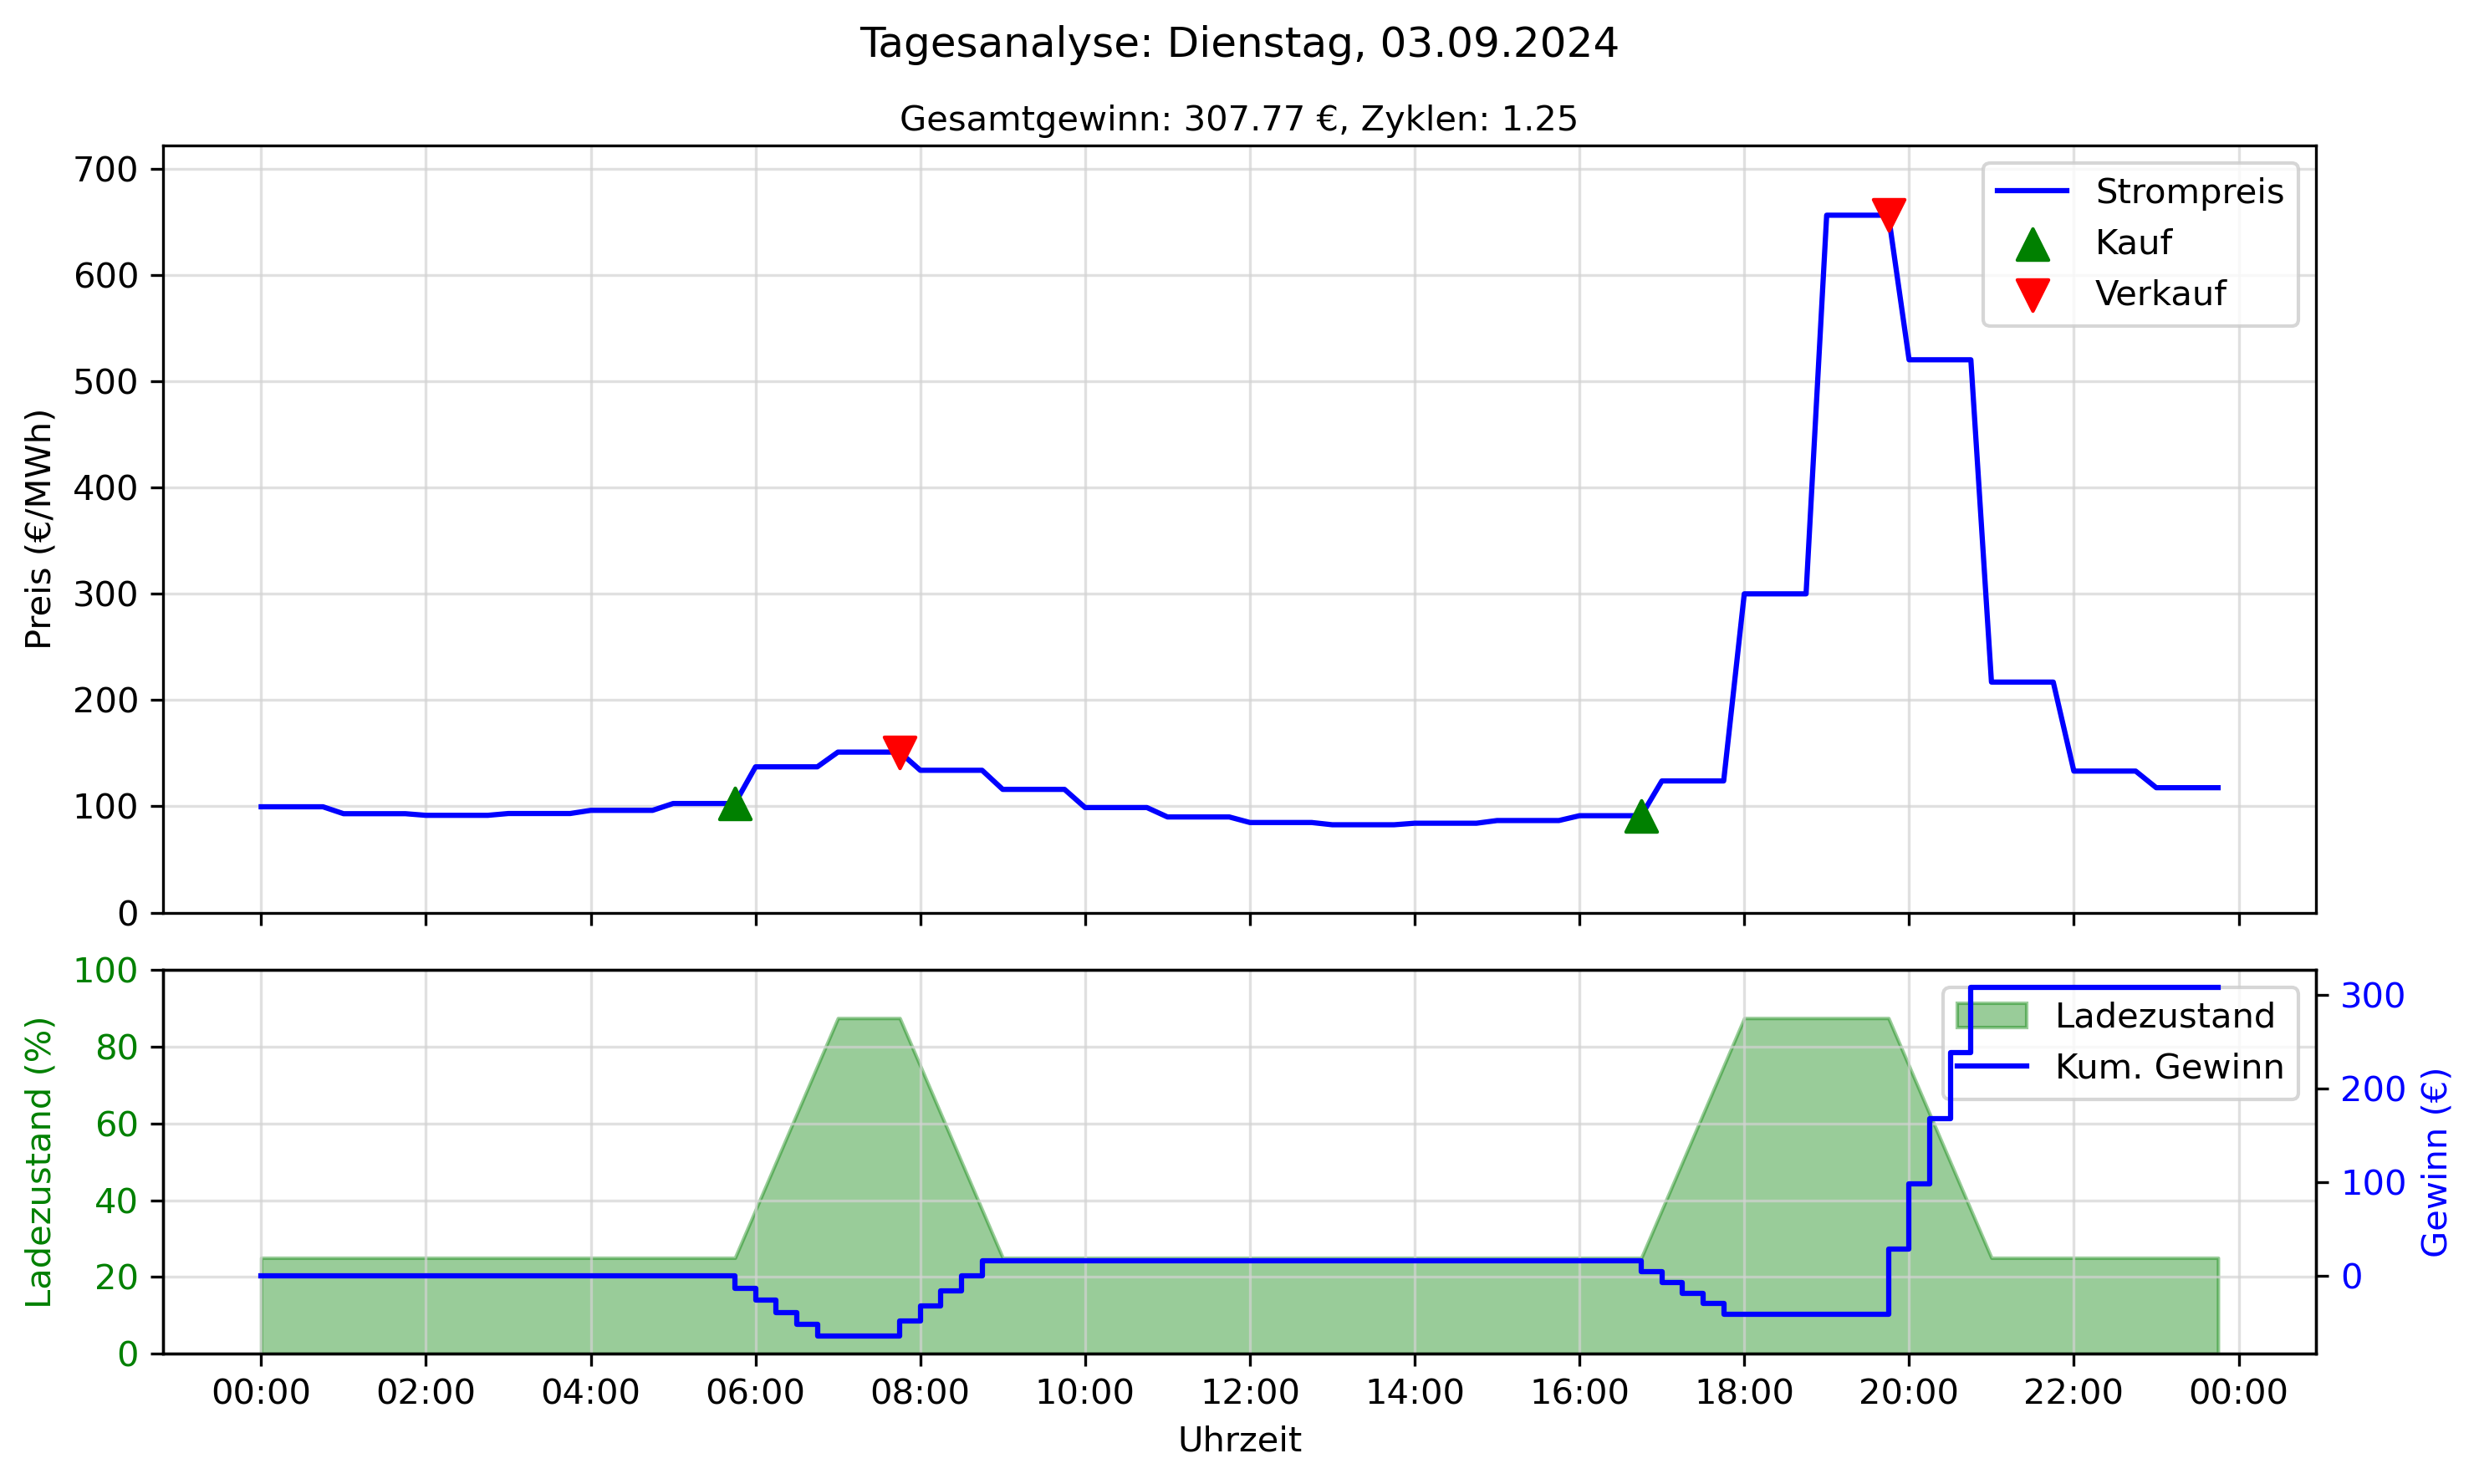 Tagesanalyse: Dienstag, 03.09.2024
Gesamtgewinn: 307.77 €, Zyklen: 1.25
Preis (€/MWh)
700
600
500
400
300
200
100
0
Strompreis
Kauf
Verkauf
Ladezustand (%)
100
80
60
40
20
0
Ladezustand
Kum. Gewinn
300
200
100
0
Gewinn (€)
00:00 02:00 04:00 06:00 08:00 10:00 12:00 14:00 16:00 18:00 20:00 22:00 00:00
Uhrzeit